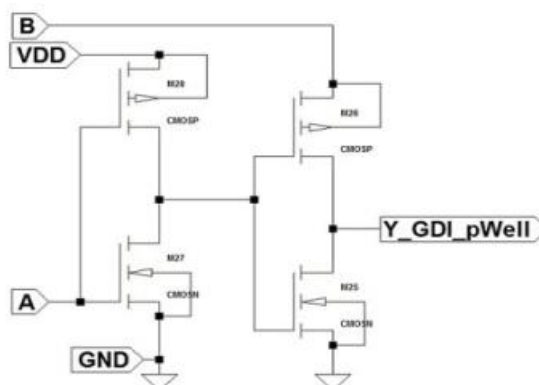 B
VDD
M28
CMOSP
M26
CMOSP
Y_GDI_pWell
M27
CMOSN
M25
CMOSN
A
GND